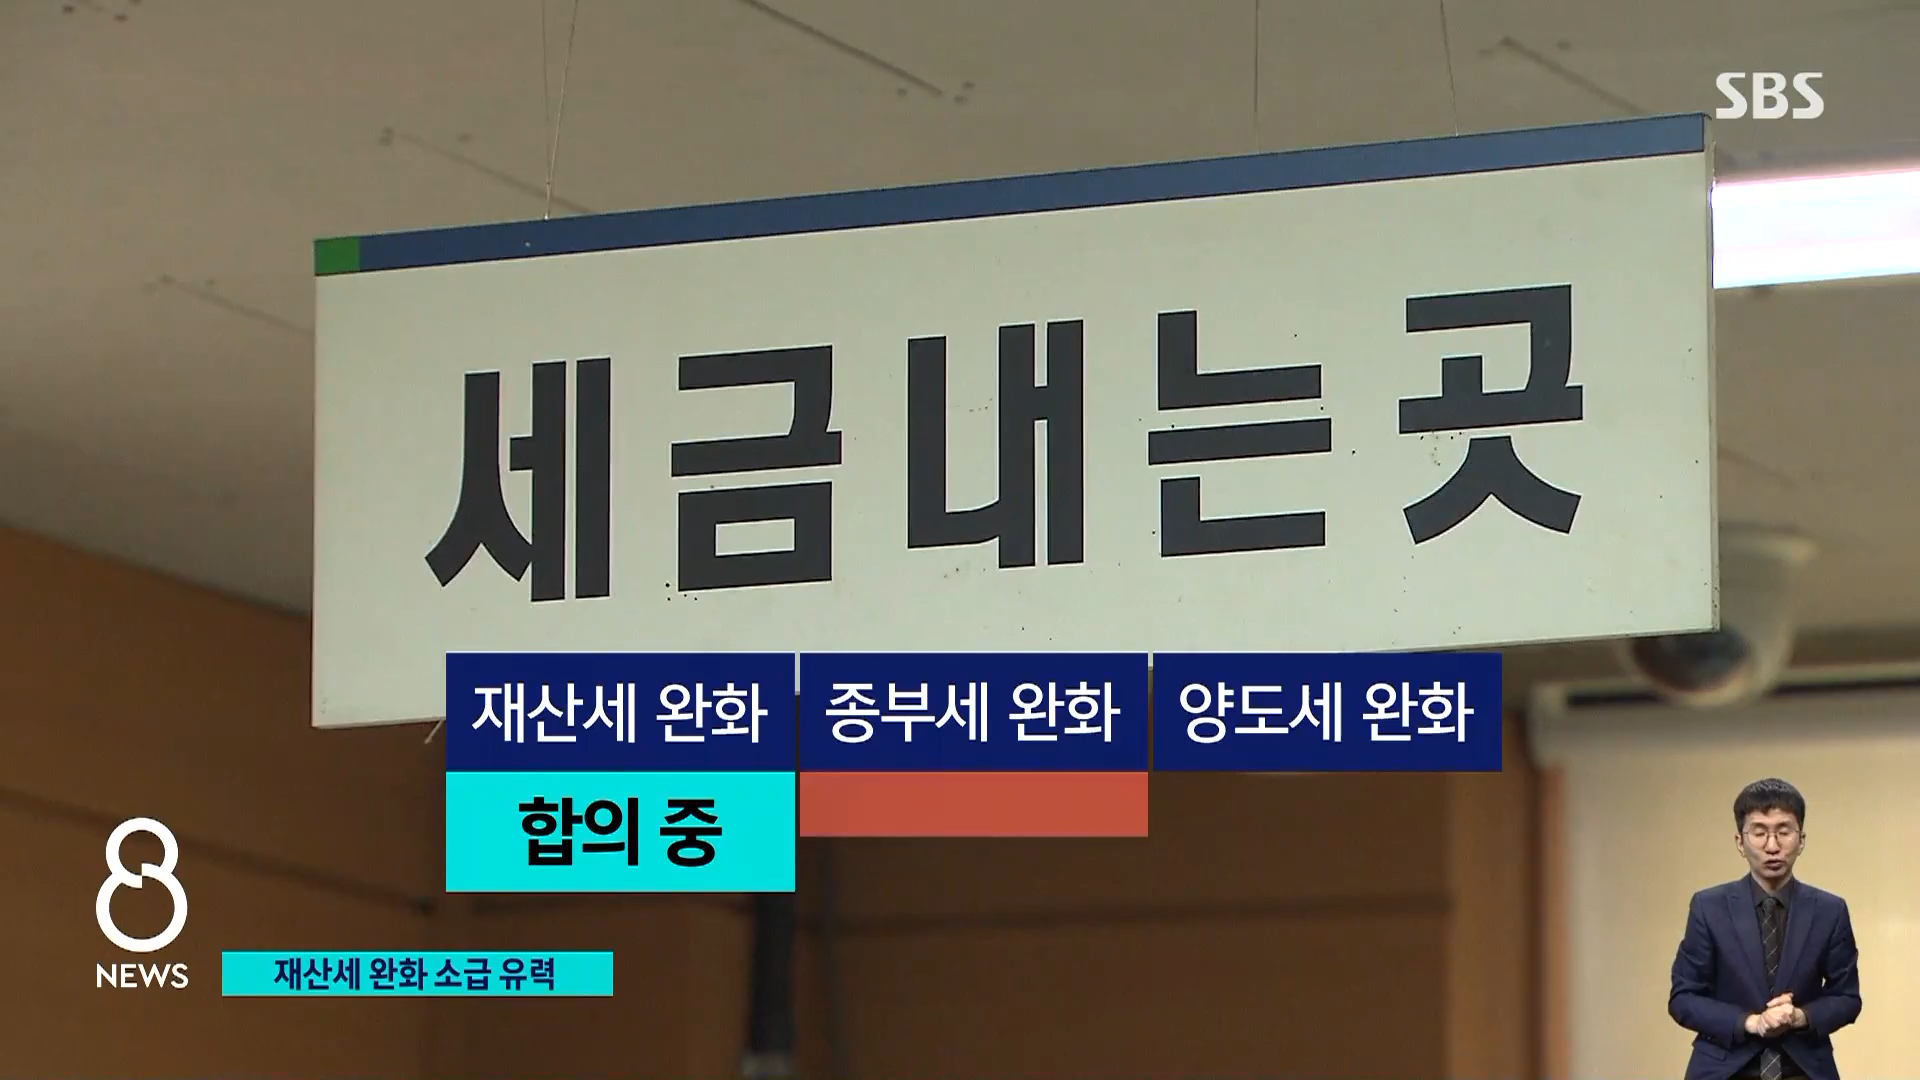 SBS
세금내는곳
재산세 완화
종부세 완화
양도세 완화
합의 중
8
NEWS
재산세 완화 소급 유력